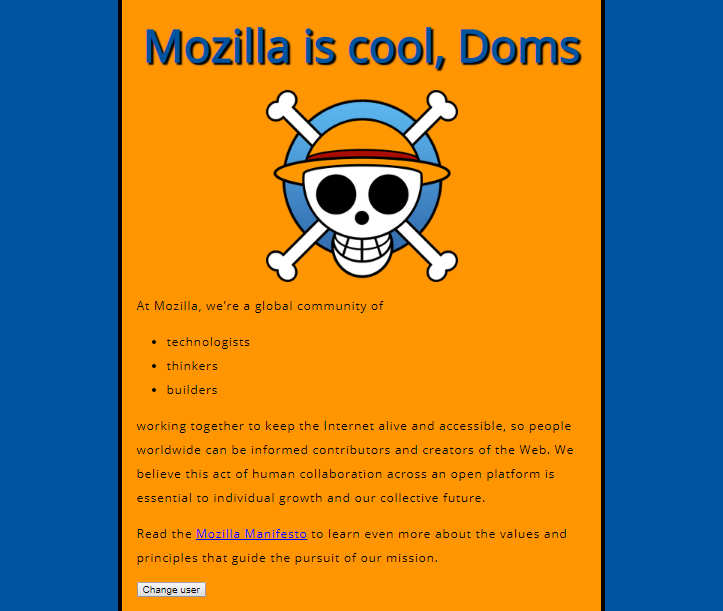 Mozilla is cool, Doms
At Mozilla, we’re a global community of
technologists
thinkers
builders
working together to keep the Internet alive and accessible, so people
worldwide can be informed contributors and creators of the Web. We
believe this act of human collaboration across an open platform is
essential to individual growth and our collective future.
Read the Mozilla Manifesto to learn even more about the values and
principles that guide the pursuit of our mission.
Change user